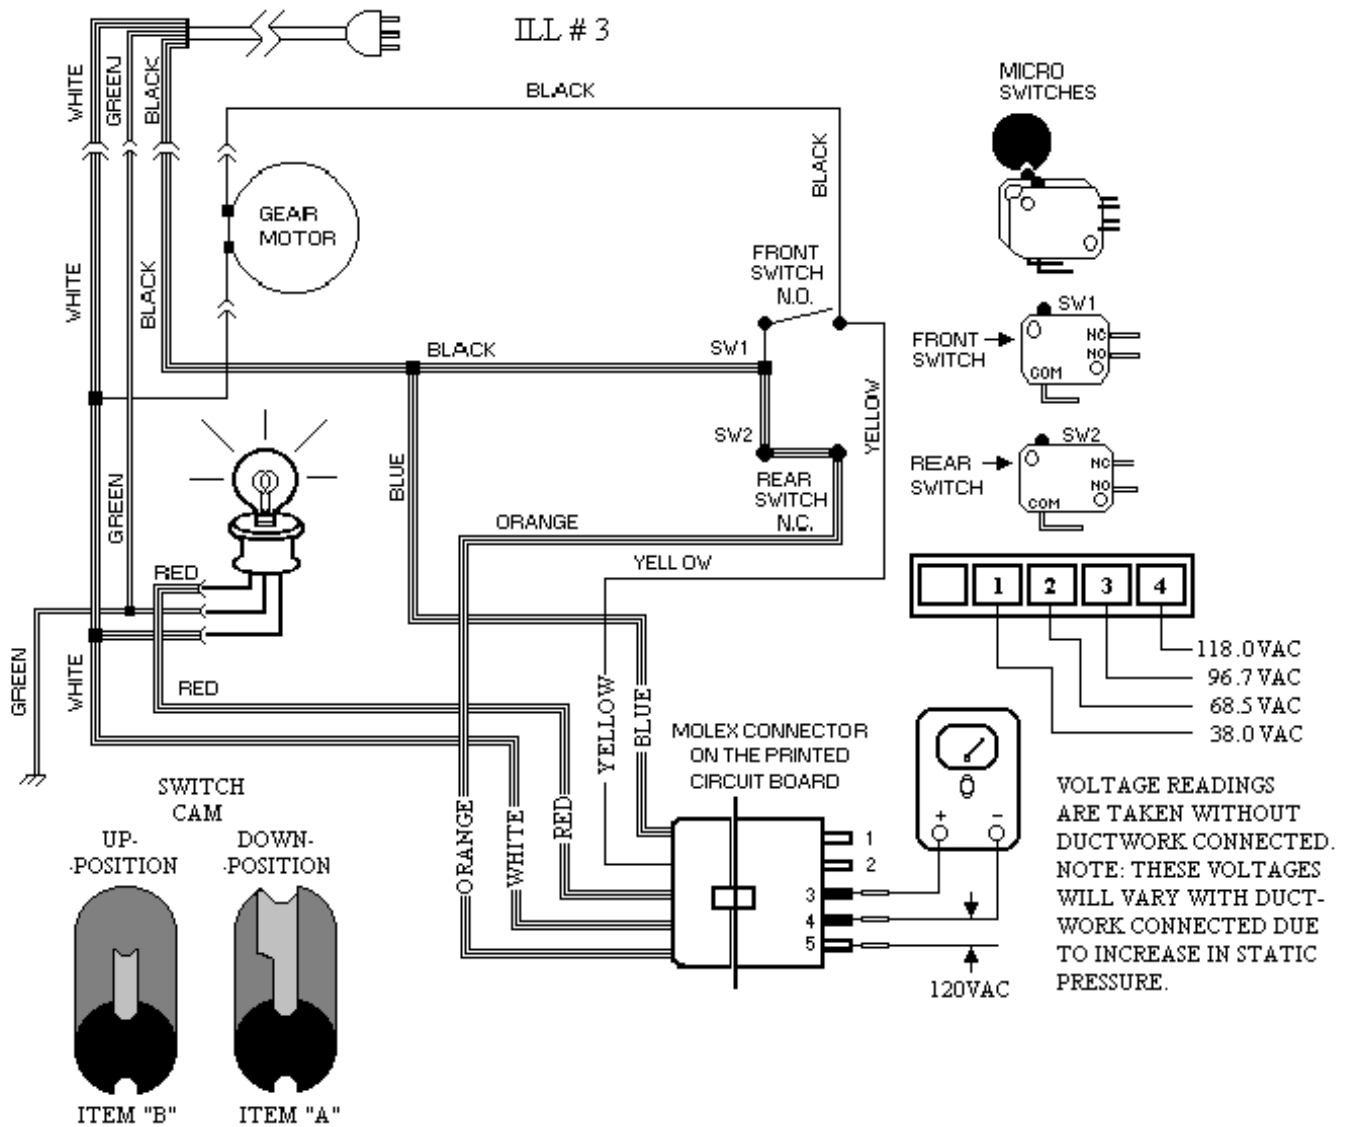 ILL # 3
WHITE
GREEN
BLACK
BLACK
BLACK
MICRO
SWITCHES
GEAR
MOTOR
WHITE
BLACK
FRONT
SWITCH
N.O.
SW1
BLACK
SW1
FRONT
SWITCH
NC
NO
COM
YELLOW
SW2
REAR
SWITCH
N.C.
SW2
REAR
SWITCH
NC
NO
COM
BLUE
GREEN
ORANGE
YELLOW
RED
1 2 3 4
118.0 VAC
96.7 VAC
68.5 VAC
38.0 VAC
GREEN
WHITE
RED
YELLOW
BLUE
MOLEX CONNECTOR
ON THE PRINTED
CIRCUIT BOARD
ORANGE
WHITE
RED
1
2
3
4
5
+ -
120VAC
VOLTAGE READINGS
ARE TAKEN WITHOUT
DUCTWORK CONNECTED.
NOTE: THESE VOLTAGES
WILL VARY WITH DUCT-
WORK CONNECTED DUE
TO INCREASE IN STATIC
PRESSURE.
SWITCH
CAM
UP-
-POSITION
DOWN-
-POSITION
ITEM "B"
ITEM "A"